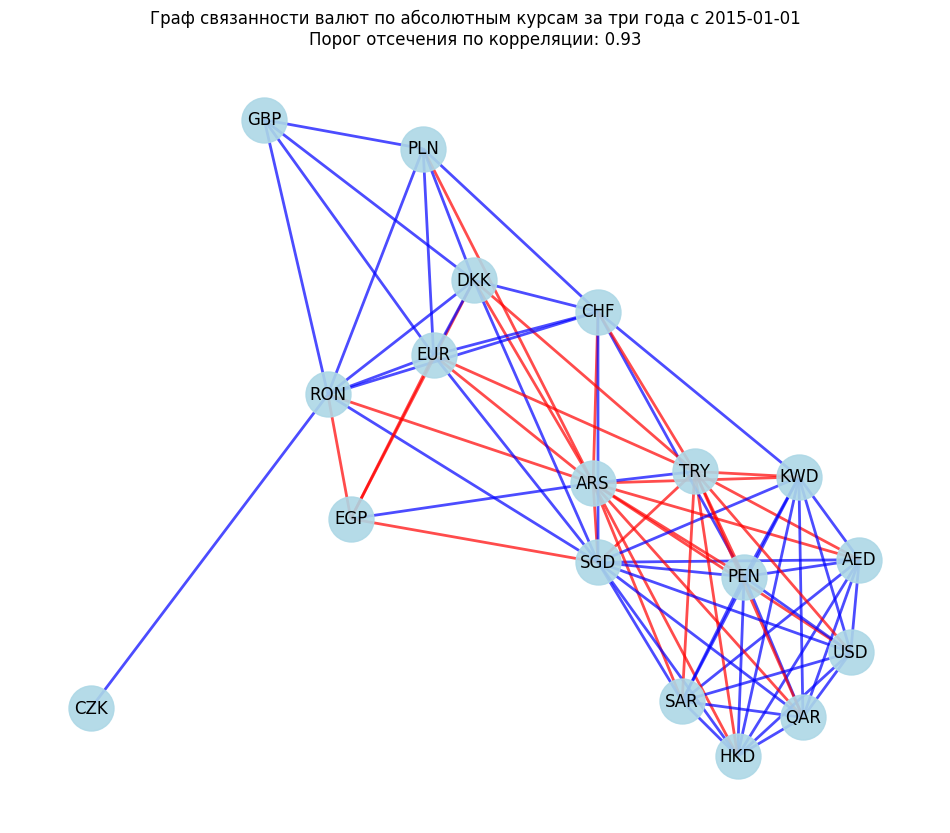 Граф связанности валют по абсолютным курсам за три года с 2015-01-01
Порог отсечения по корреляции: 0.93
GBP
PLN
DKK
CHF
EUR
RON
TRY
KWD
ARS
EGP
AED
SGD
PEN
USD
SAR
CZK
QAR
HKD